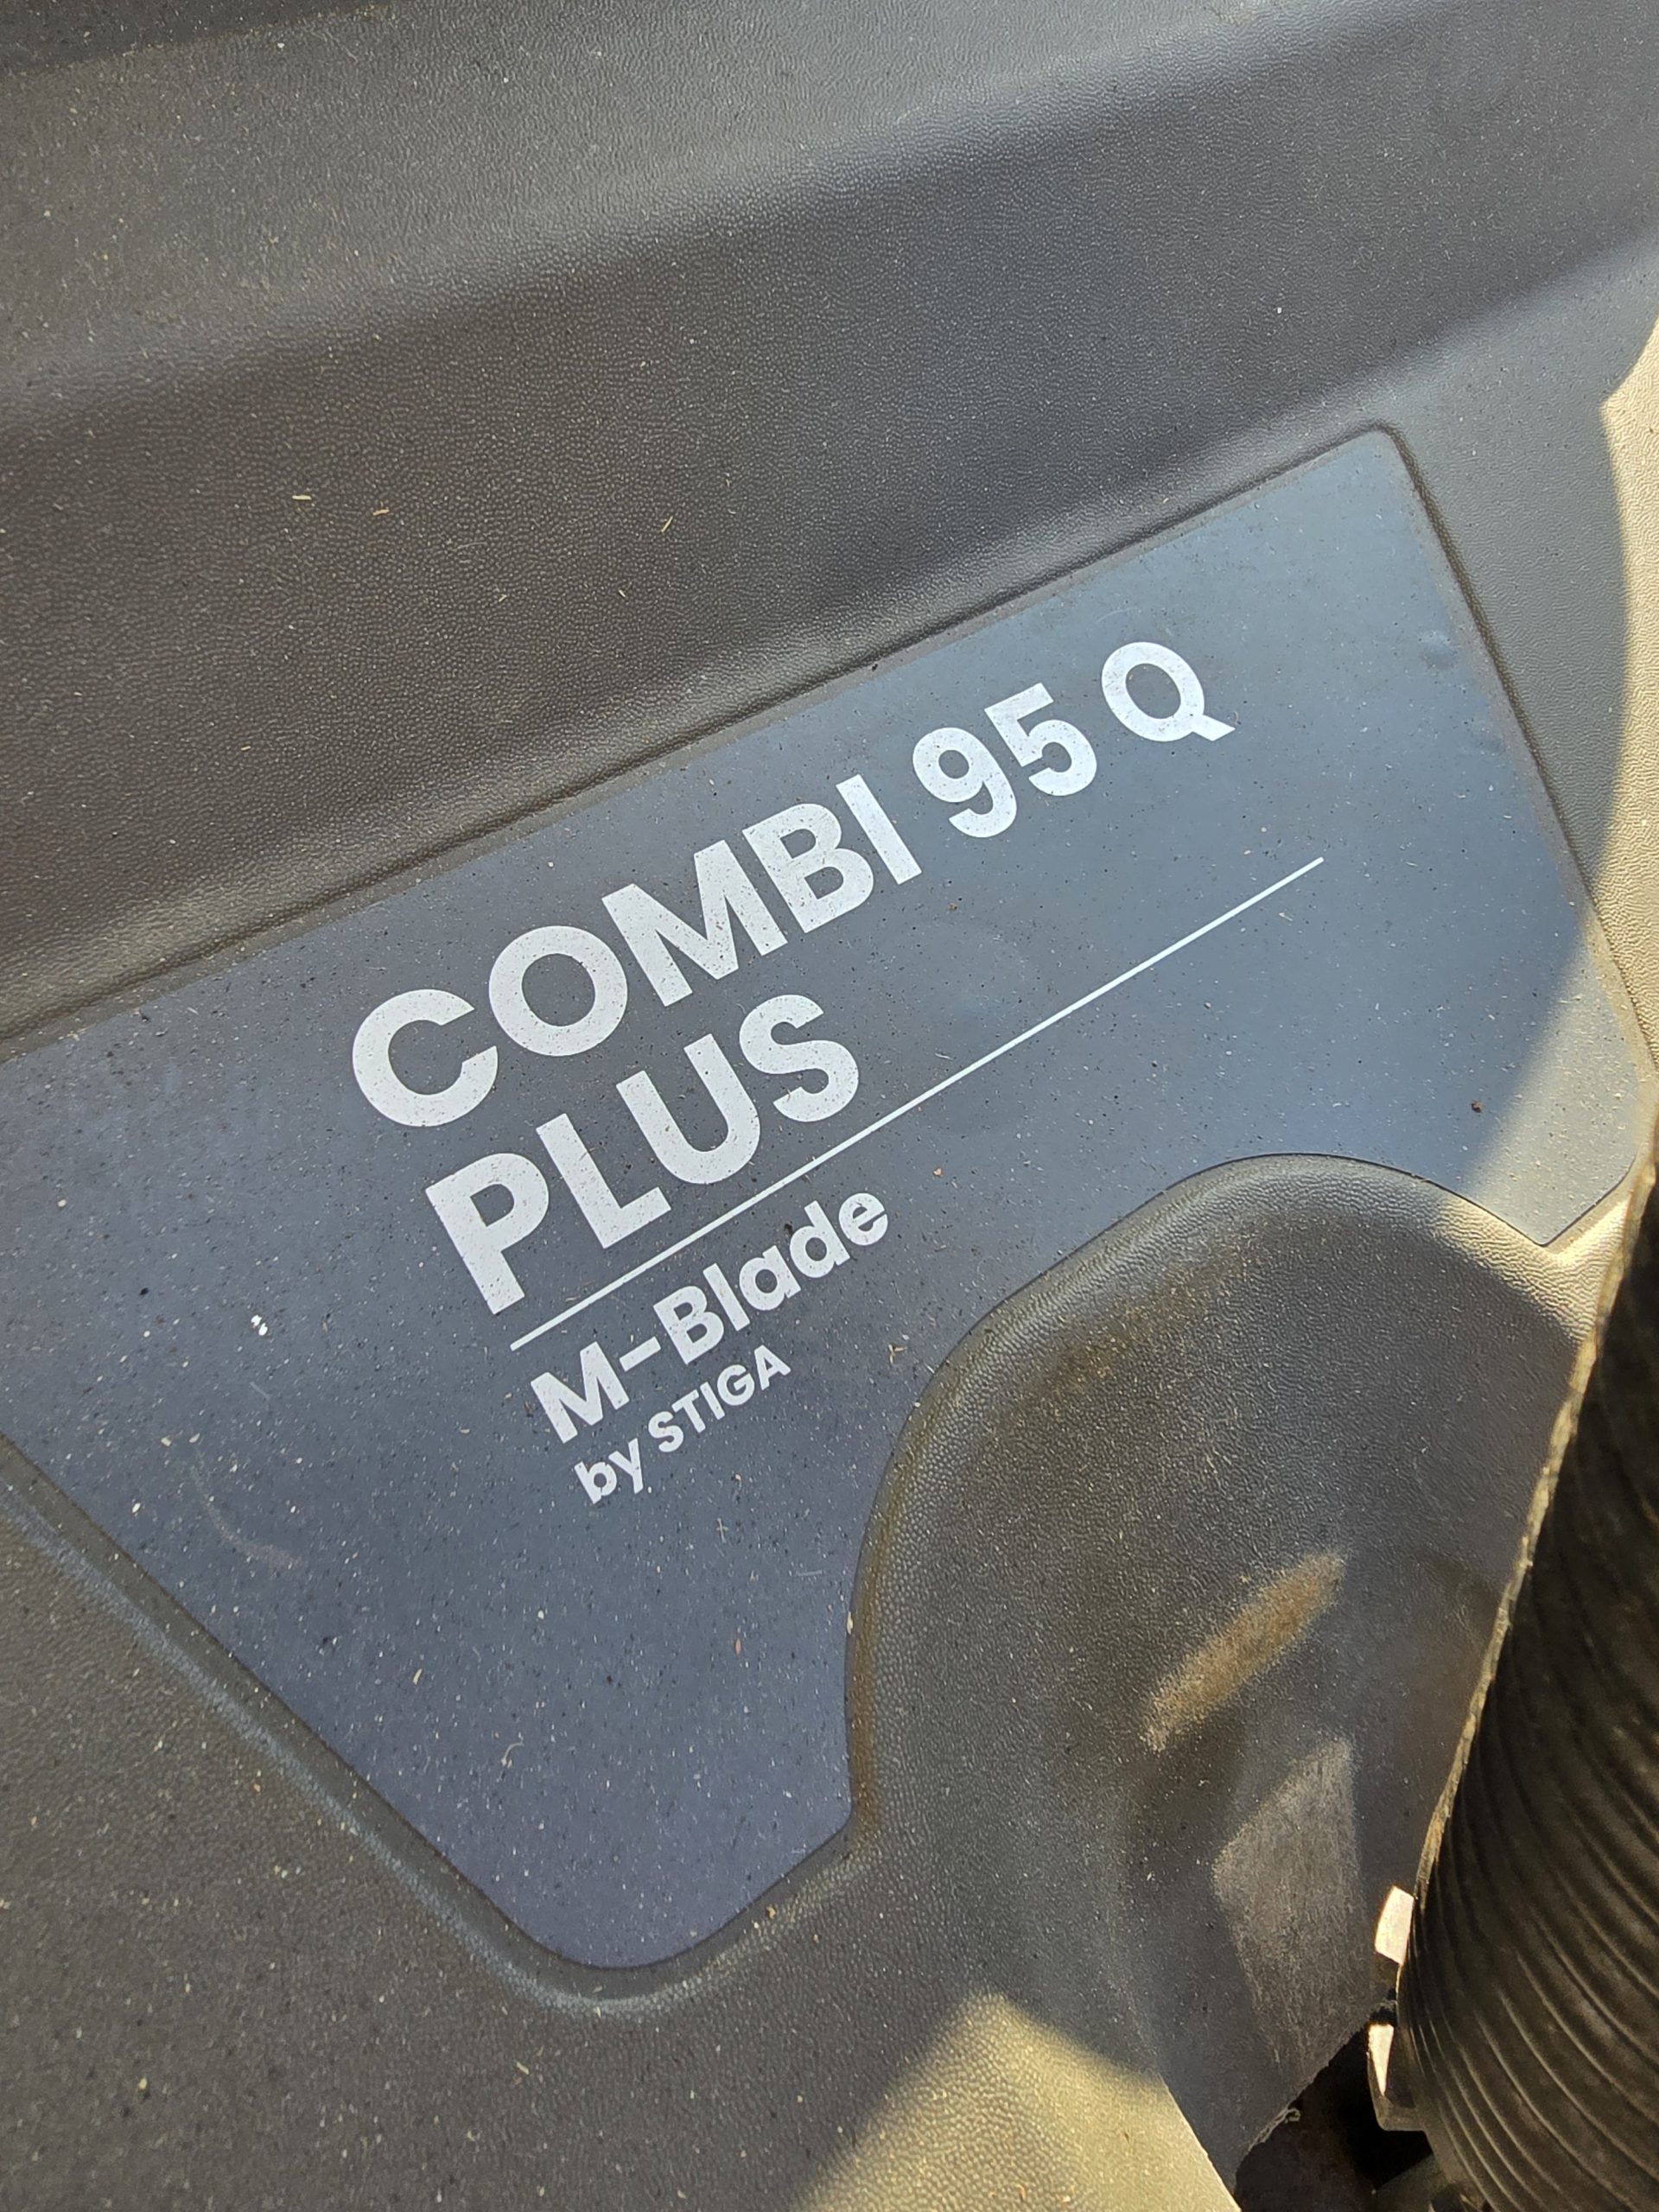 COMBI 95 Q
PLUS
M-Blade
by STIGA